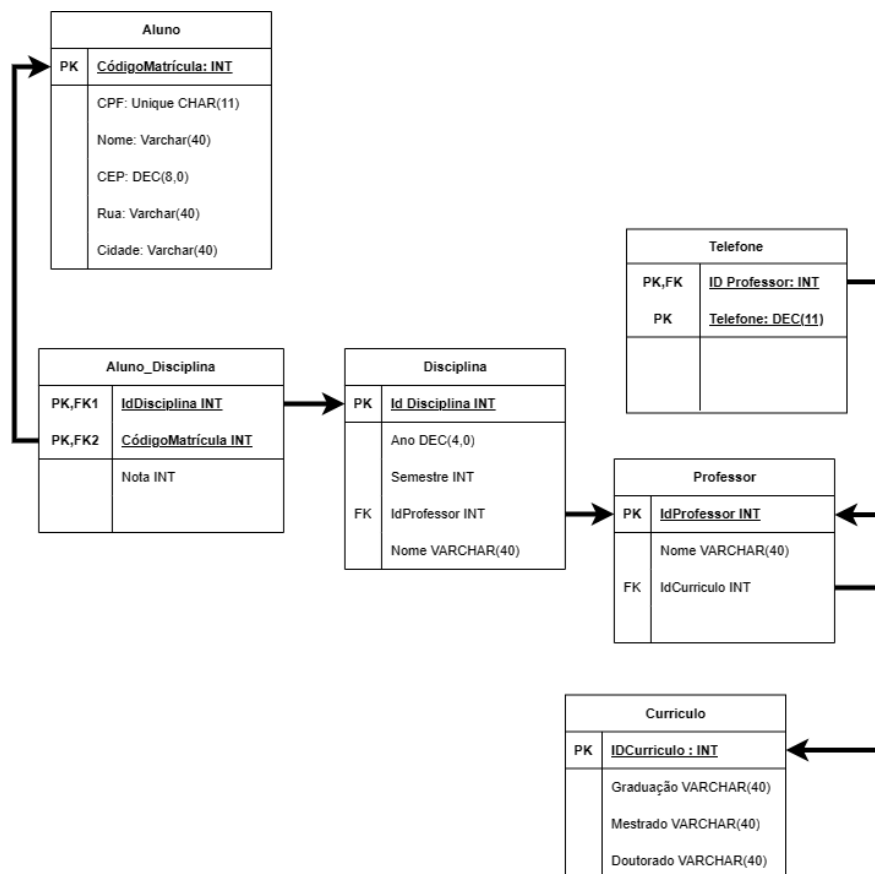 Aluno
PK CódigoMatrícula: INT
CPF: Unique CHAR(11)
Nome: Varchar(40)
CEP: DEC(8,0)
Rua: Varchar(40)
Cidade: Varchar(40)
Telefone
PK,FK ID Professor: INT
PK Telefone: DEC(11)
Aluno_Disciplina
PK,FK1 IdDisciplina INT
PK,FK2 CódigoMatrícula INT
Nota INT
Disciplina
PK Id Disciplina INT
Ano DEC(4,0)
Semestre INT
FK IdProfessor INT
Nome VARCHAR(40)
Professor
PK IdProfessor INT
Nome VARCHAR(40)
FK IdCurriculo INT
Curriculo
PK IDCurriculo : INT
Graduação VARCHAR(40)
Mestrado VARCHAR(40)
Doutorado VARCHAR(40)